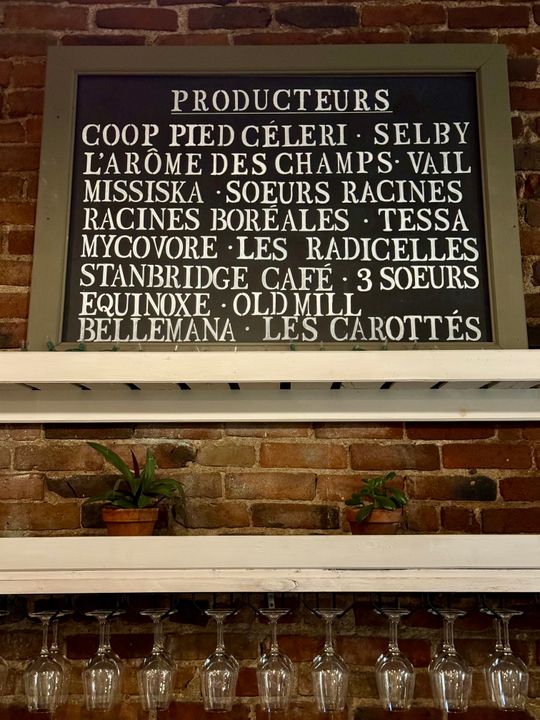 PRODUCTEURS
COOP PIED CÉLERI · SELBY
L'ARÔME DES CHAMPS · VAIL
MISSISKA · SOEURS RACINES
RACINES BORÉALES · TESSA
MYCOVORE · LES RADICELLES
STANBRIDGE CAFÉ · 3 SOEURS
EQUINOXE · OLD MILL
BELLEMANA · LES CAROTTÉS